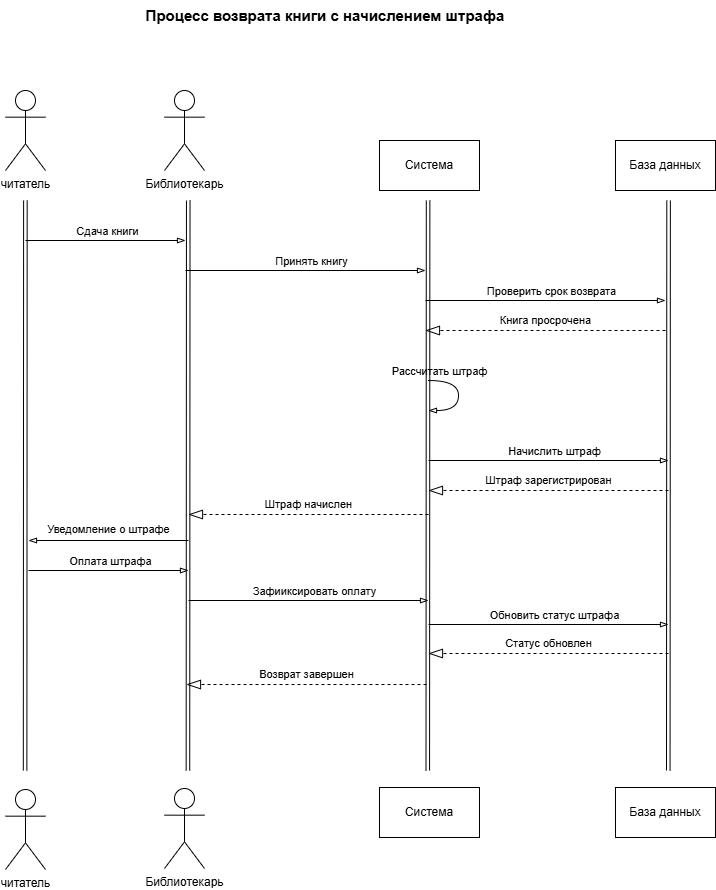 Процесс возврата книги с начислением штрафа
читатель
Библиотекарь
Система
База данных
Сдача книги
Принять книгу
Проверить срок возврата
Книга просрочена
Рассчитать штраф
Начислить штраф
Штраф зарегистрирован
Штраф начислен
Уведомление о штрафе
Оплата штрафа
Зафииксировать оплату
Обновить статус штрафа
Статус обновлен
Возврат завершен
читатель
Библиотекарь
Система
База данных